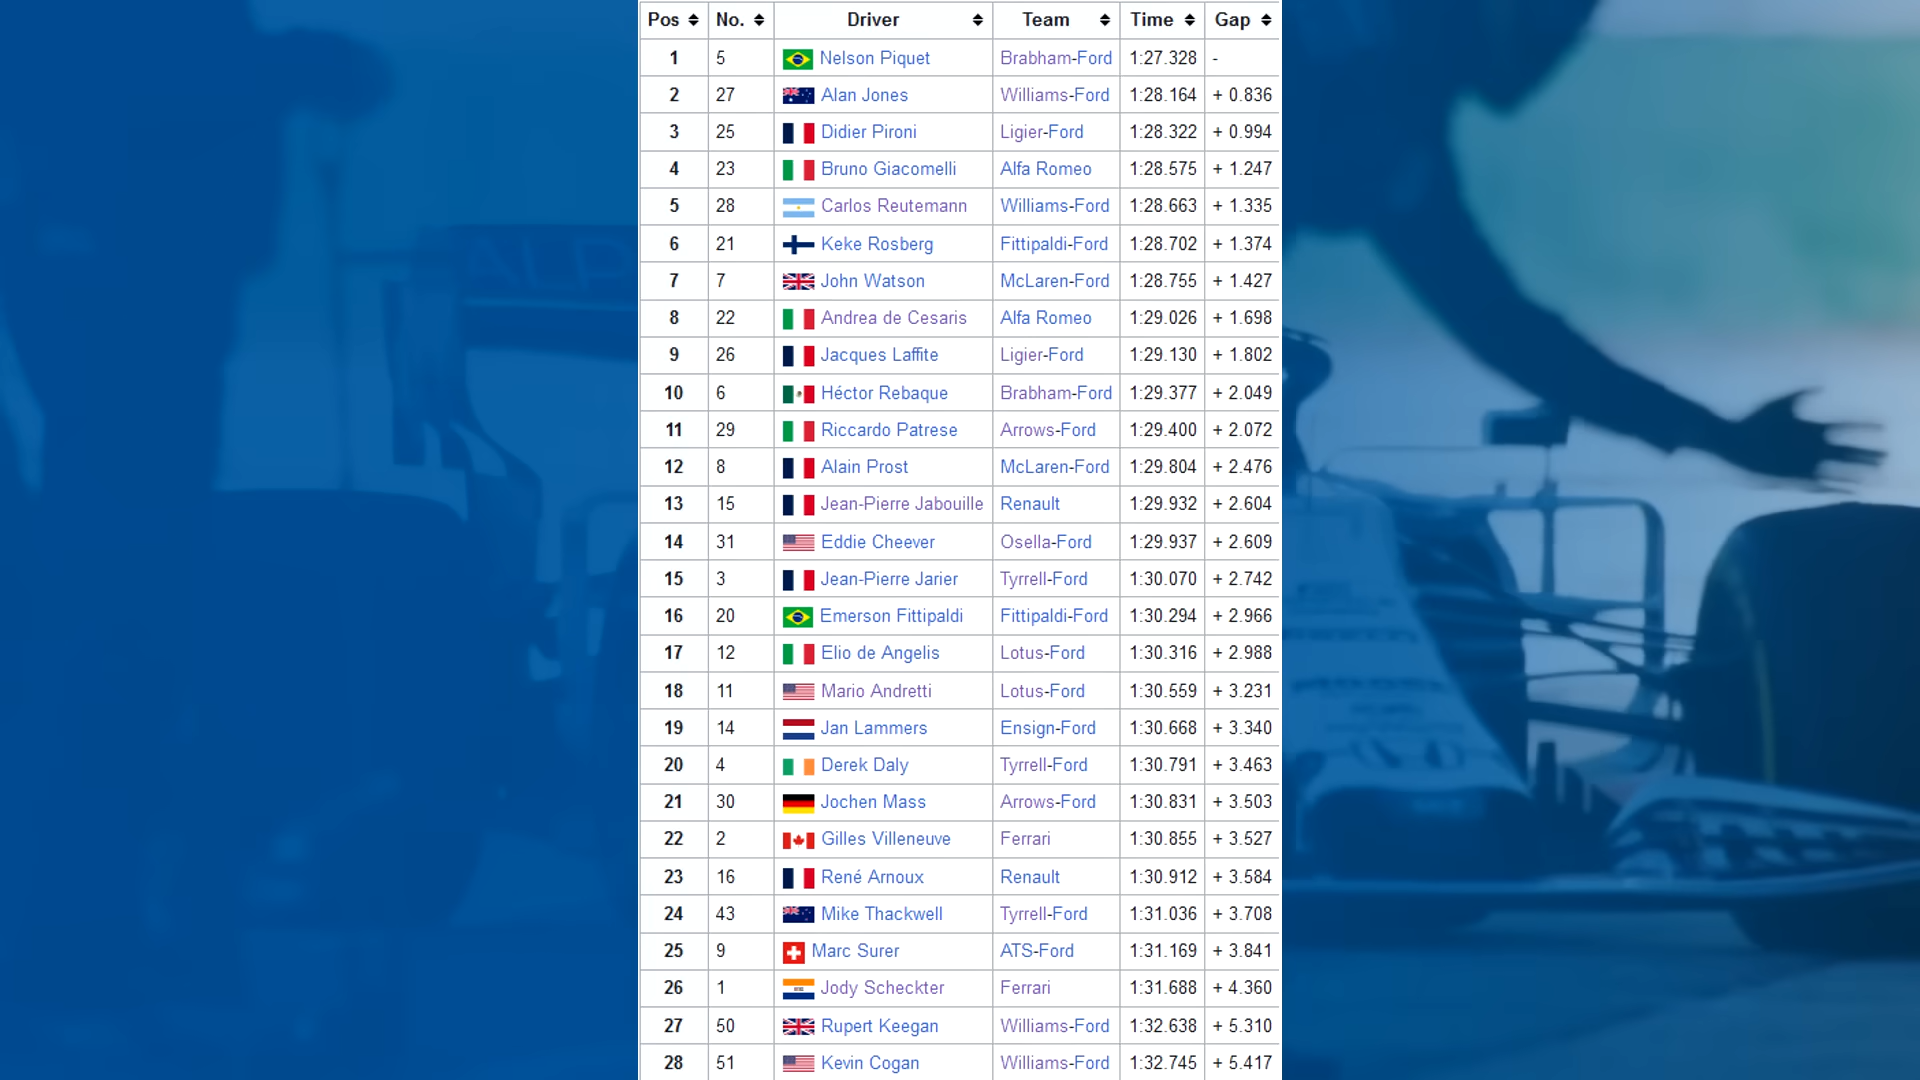 Pos No. Driver Team Time Gap
1 5 Nelson Piquet Brabham-Ford 1:27.328 -
2 27 Alan Jones Williams-Ford 1:28.164 + 0.836
3 25 Didier Pironi Ligier-Ford 1:28.322 + 0.994
4 23 Bruno Giacomelli Alfa Romeo 1:28.575 + 1.247
5 28 Carlos Reutemann Williams-Ford 1:28.663 + 1.335
6 21 Keke Rosberg Fittipaldi-Ford 1:28.702 + 1.374
7 7 John Watson McLaren-Ford 1:28.755 + 1.427
8 22 Andrea de Cesaris Alfa Romeo 1:29.026 + 1.698
9 26 Jacques Laffite Ligier-Ford 1:29.130 + 1.802
10 6 Héctor Rebaque Brabham-Ford 1:29.377 + 2.049
11 29 Riccardo Patrese Arrows-Ford 1:29.400 + 2.072
12 8 Alain Prost McLaren-Ford 1:29.804 + 2.476
13 15 Jean-Pierre Jabouille Renault 1:29.932 + 2.604
14 31 Eddie Cheever Osella-Ford 1:29.937 + 2.609
15 3 Jean-Pierre Jarier Tyrrell-Ford 1:30.070 + 2.742
16 20 Emerson Fittipaldi Fittipaldi-Ford 1:30.294 + 2.966
17 12 Elio de Angelis Lotus-Ford 1:30.316 + 2.988
18 11 Mario Andretti Lotus-Ford 1:30.559 + 3.231
19 14 Jan Lammers Ensign-Ford 1:30.668 + 3.340
20 4 Derek Daly Tyrrell-Ford 1:30.791 + 3.463
21 30 Jochen Mass Arrows-Ford 1:30.831 + 3.503
22 2 Gilles Villeneuve Ferrari 1:30.855 + 3.527
23 16 René Arnoux Renault 1:30.912 + 3.584
24 43 Mike Thackwell Tyrrell-Ford 1:31.036 + 3.708
25 9 Marc Surer ATS-Ford 1:31.169 + 3.841
26 1 Jody Scheckter Ferrari 1:31.688 + 4.360
27 50 Rupert Keegan Williams-Ford 1:32.638 + 5.310
28 51 Kevin Cogan Williams-Ford 1:32.745 + 5.417